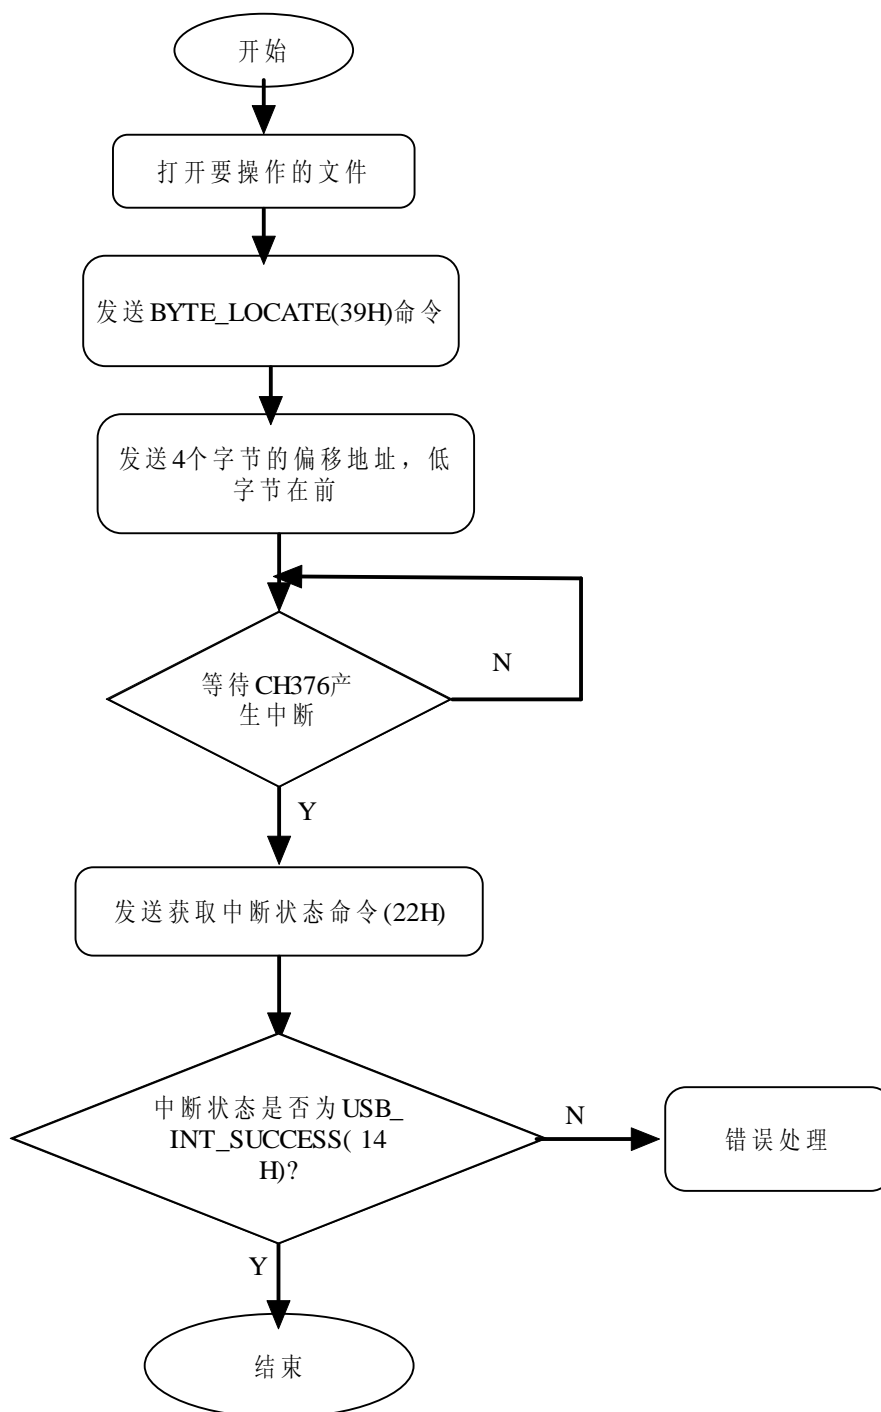 开始
打开要操作的文件
发送BYTE_LOCATE(39H)命令
发送4个字节的偏移地址，低
字节在前
等待CH376产
生中断
N
Y
发送获取中断状态命令(22H)
中断状态是否为USB_
INT_SUCCESS( 14
H)?
N
错误处理
Y
结束